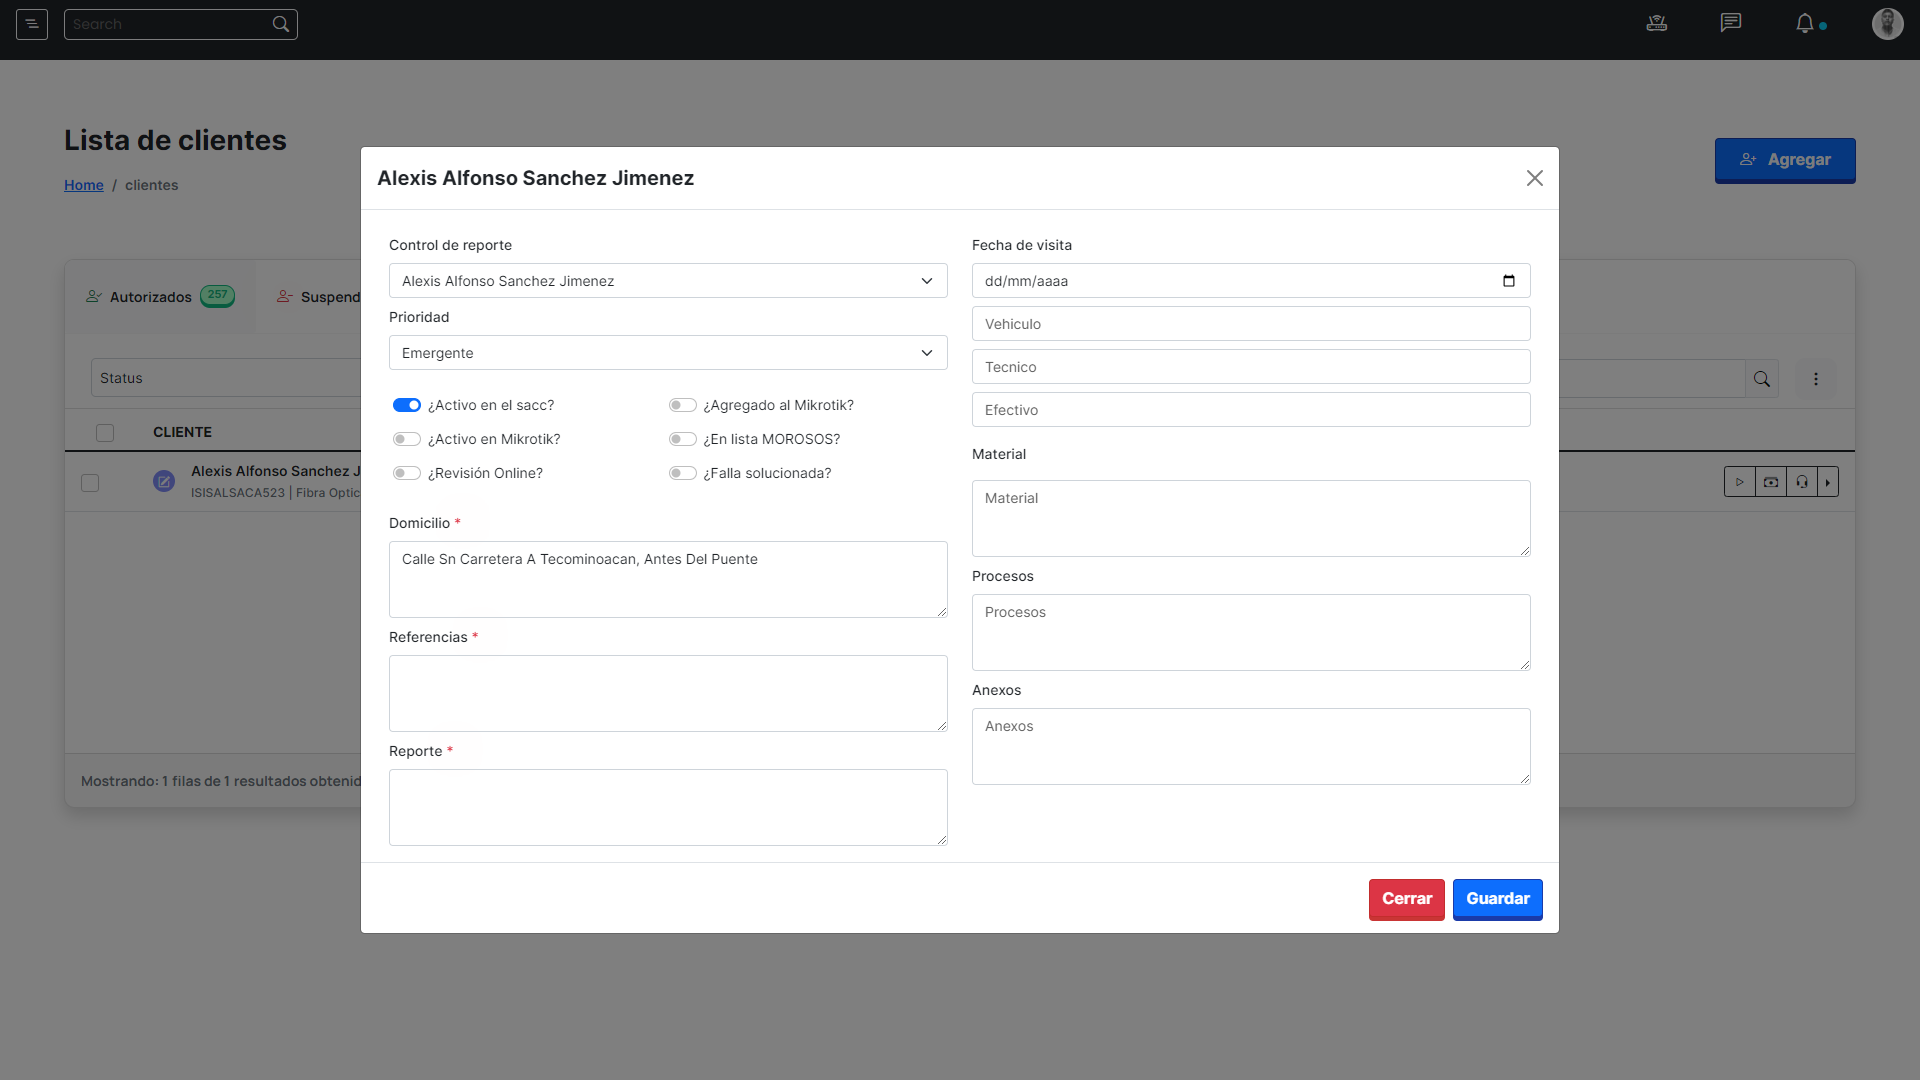 Search
Lista de clientes
Home / clientes
Agregar
Autorizados 257
Suspend
Status
CLIENTE
Alexis Alfonso Sanchez J
ISISALSACA523 | Fibra Optic
Mostrando: 1 filas de 1 resultados obtenid
Alexis Alfonso Sanchez Jimenez
Control de reporte
Alexis Alfonso Sanchez Jimenez
Prioridad
Emergente
¿Activo en el sacc?
¿Agregado al Mikrotik?
¿Activo en Mikrotik?
¿En lista MOROSOS?
¿Revisión Online?
¿Falla solucionada?
Domicilio *
Calle Sn Carretera A Tecominoacan, Antes Del Puente
Referencias *
Reporte *
Fecha de visita
dd/mm/aaaa
Vehiculo
Tecnico
Efectivo
Material
Material
Procesos
Procesos
Anexos
Anexos
Cerrar
Guardar